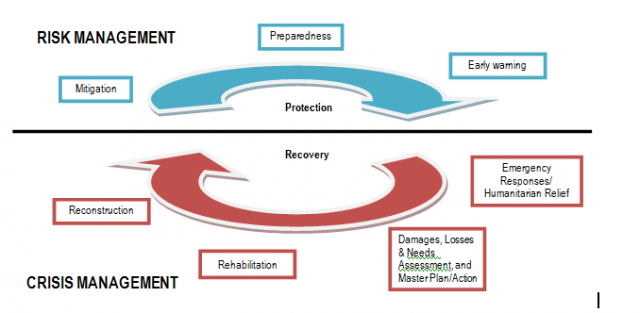 RISK MANAGEMENT
Preparedness
Early warning
Mitigation
Protection
Recovery
Emergency
Responses/
Humanitarian Relief
Reconstruction
Damages, Losses
& Needs
Assessment, and
Master Plan/Action
Rehabilitation
CRISIS MANAGEMENT